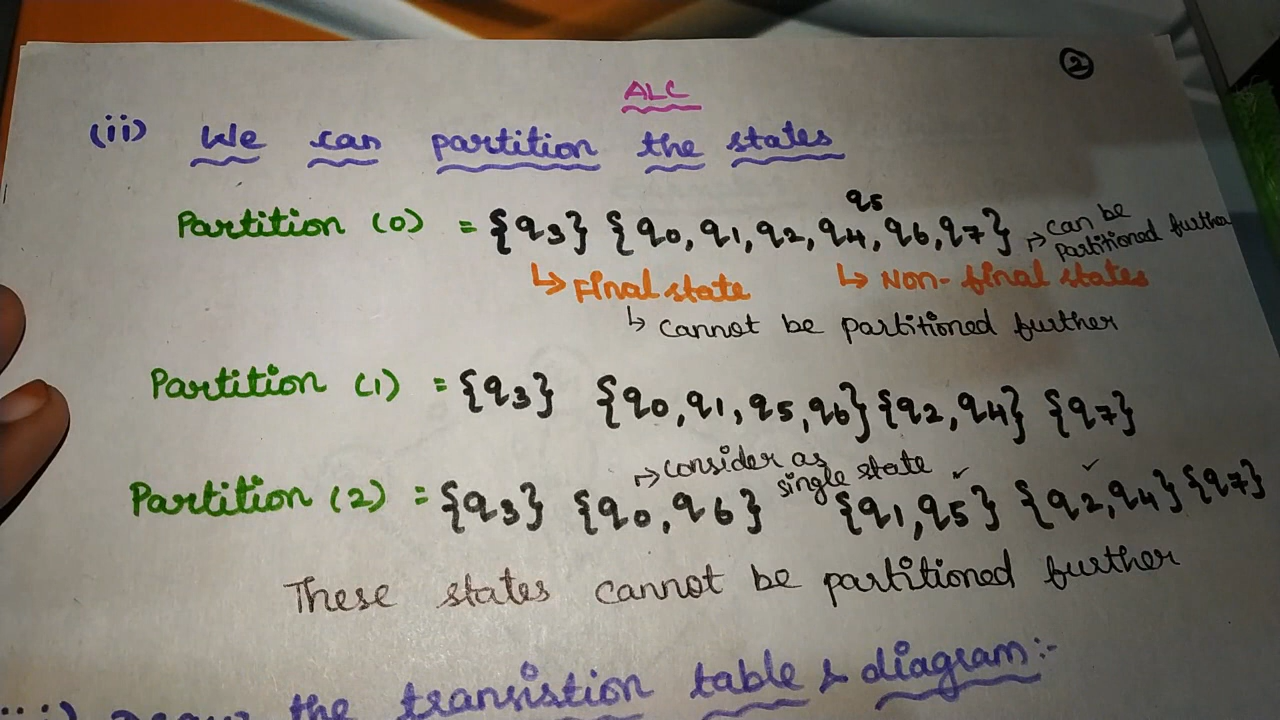 ALC
②
(ii) We can partition the states
q5
Partition (0) = {q3} {q0, q1, q2, q4, q6, q7} ↱ can be partitioned further
↳ Final state ↳ Non-final states
↳ cannot be partitioned further
Partition (1) = {q3} {q0, q1, q5, q6} {q2, q4} {q7}
↱ consider as single state
Partition (2) = {q3} {q0, q6} {q1, q5} {q2, q4} {q7}
These states cannot be partitioned further
the transistion table & diagram:-